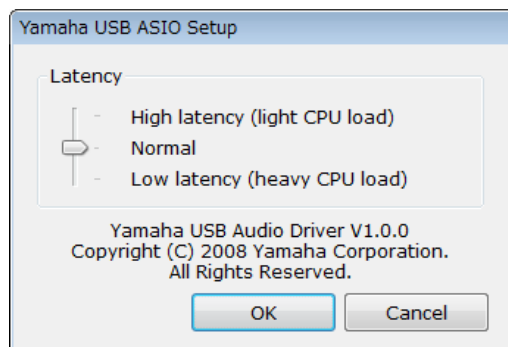 Yamaha USB ASIO Setup
Latency
High latency (light CPU load)
Normal
Low latency (heavy CPU load)
Yamaha USB Audio Driver V1.0.0
Copyright (C) 2008 Yamaha Corporation.
All Rights Reserved.
OK
Cancel